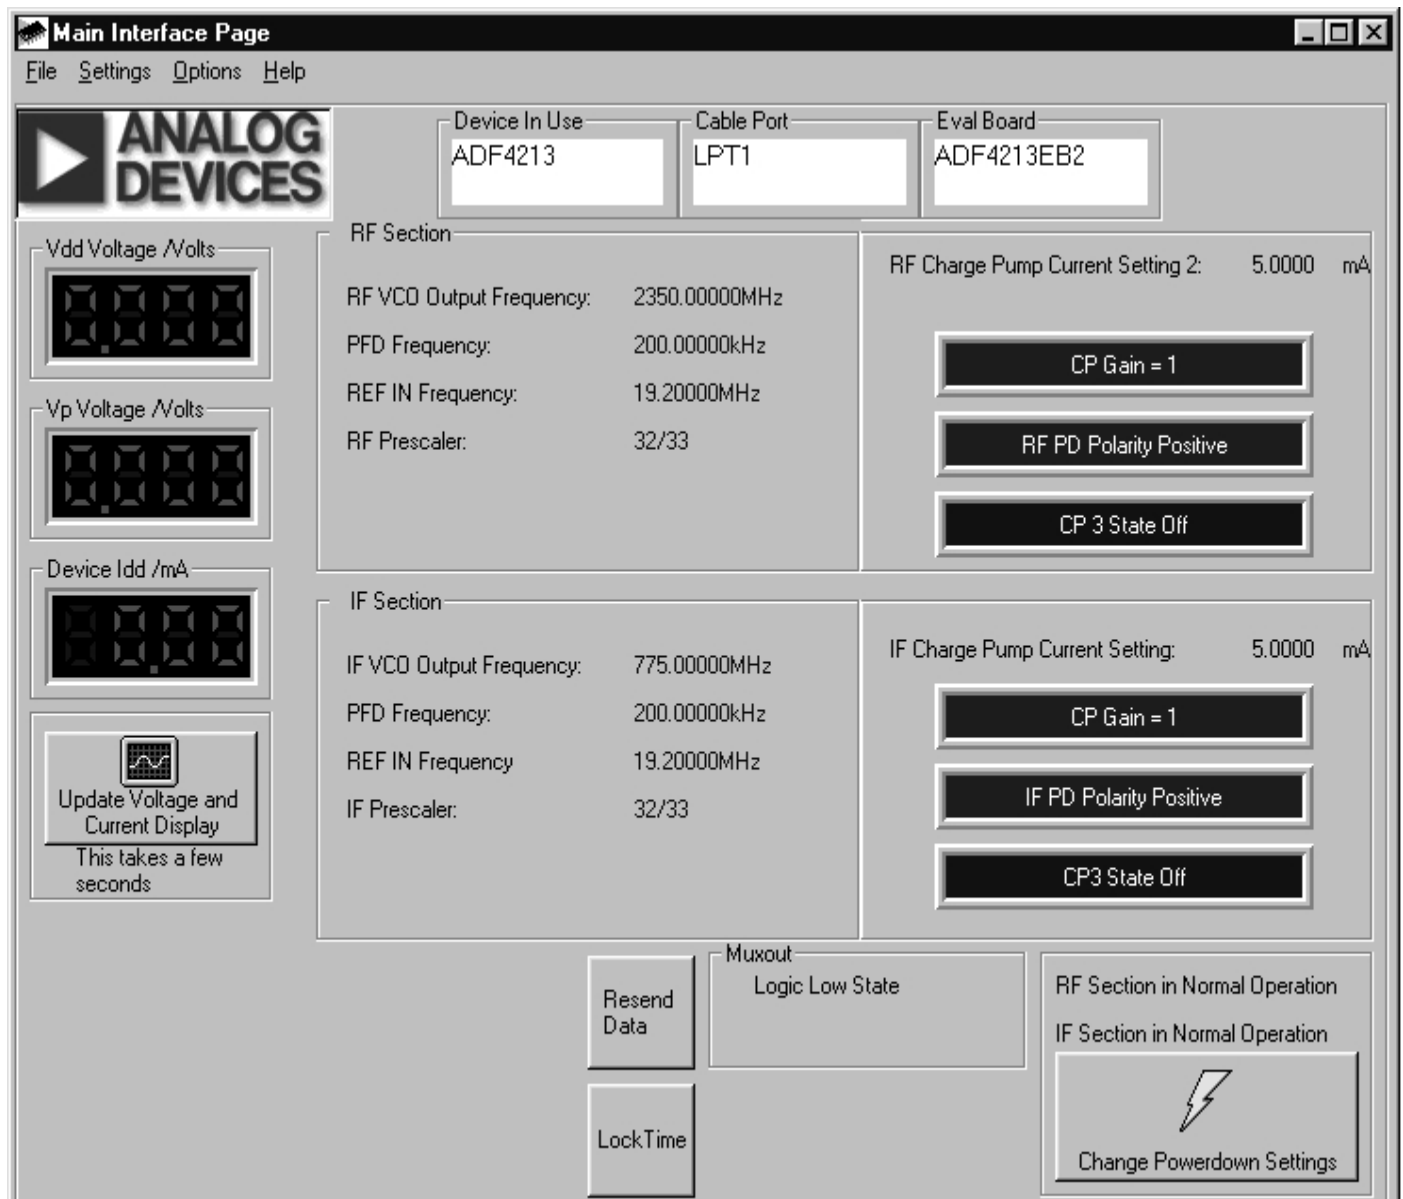 Main Interface Page
File Settings Options Help
ANALOG
DEVICES
Device In Use
ADF4213
Cable Port
LPT1
Eval Board
ADF4213EB2
Vdd Voltage /Volts
Vp Voltage /Volts
Device Idd /mA
Update Voltage and
Current Display
This takes a few
seconds
RF Section
RF VCO Output Frequency: 2350.00000MHz
PFD Frequency: 200.00000kHz
REF IN Frequency: 19.20000MHz
RF Prescaler: 32/33
RF Charge Pump Current Setting 2: 5.0000 mA
CP Gain = 1
RF PD Polarity Positive
CP 3 State Off
IF Section
IF VCO Output Frequency: 775.00000MHz
PFD Frequency: 200.00000kHz
REF IN Frequency 19.20000MHz
IF Prescaler: 32/33
IF Charge Pump Current Setting: 5.0000 mA
CP Gain = 1
IF PD Polarity Positive
CP3 State Off
Resend
Data
LockTime
Muxout
Logic Low State
RF Section in Normal Operation
IF Section in Normal Operation
Change Powerdown Settings